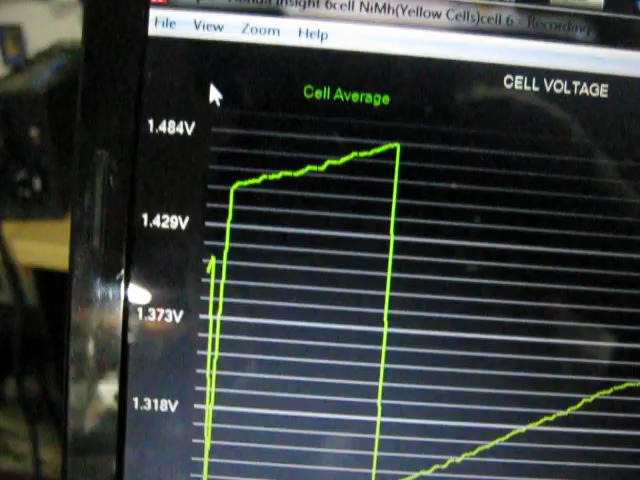 Insight 6cell NiMh(Yellow Cells)cell 6 - Recording
File View Zoom Help
CELL VOLTAGE
Cell Average
1.484V
1.429V
1.373V
1.318V